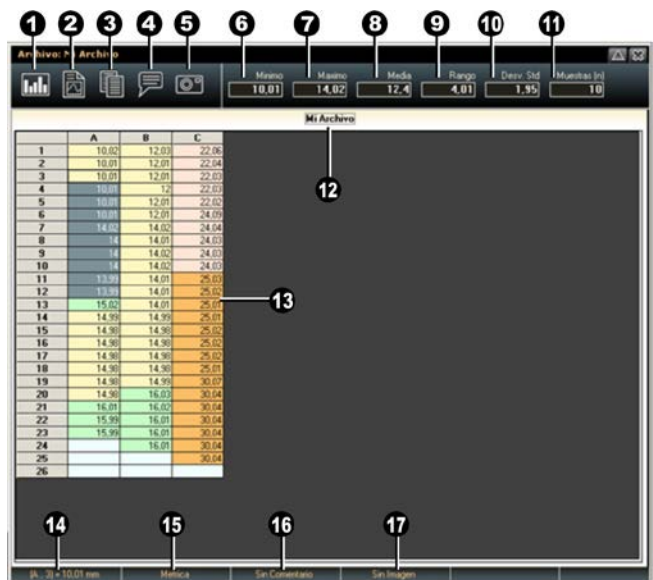 1 2 3 4 5 6 7 8 9 10 11
Archivo: Mi Archivo
Minimo Maximo Media Rango Desv. Std Muestras (n)
10,01 14,02 12,4 4,01 1,95 10
Mi Archivo
12
A B C
1 10,02 12,03 22,06
2 10,01 12,01 22,04
3 10,01 12,01 22,03
4 10,01 12 22,03
5 10,01 12,01 22,02
6 10,01 12,01 24,09
7 14,02 14,02 24,04
8 14 14,01 24,03
9 14 14,02 24,03
10 14 14,02 24,03
11 13,99 14,01 25,03
12 13,99 14,01 25,02
13 15,02 14,01 25,01
13
14 14,99 14,99 25,01
15 14,98 14,98 25,02
16 14,98 14,98 25,02
17 14,98 14,98 25,02
18 14,98 14,98 25,01
19 14,98 14,99 30,07
20 14,98 16,03 30,04
21 16,01 16,02 30,04
22 15,99 16,01 30,04
23 15,99 16,01 30,04
24 16,01 30,04
25 30,04
26
14 15 16 17
(A , 3) = 10,01 mm Metrica Sin Comentario Sin Imagen